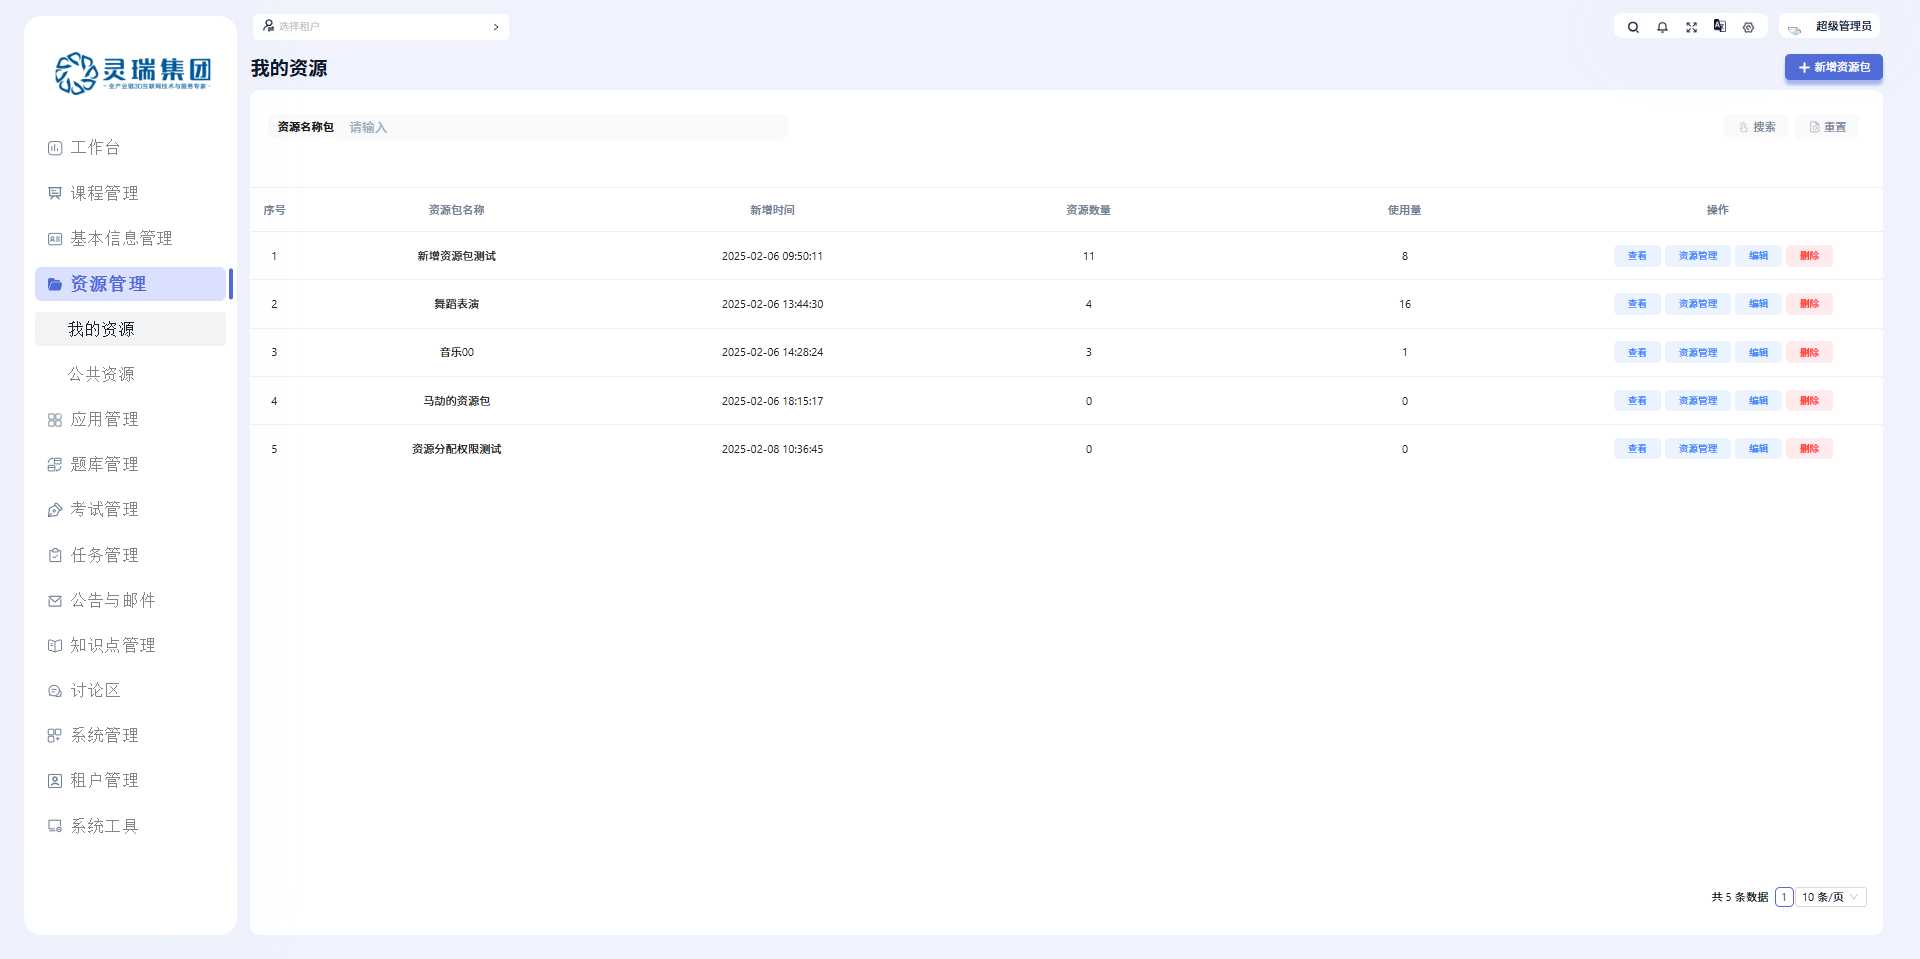 灵瑞集团
-全产业链3D互联网技术与服务专家-
工作台
课程管理
基本信息管理
资源管理
我的资源
公共资源
应用管理
题库管理
考试管理
任务管理
公告与邮件
知识点管理
讨论区
系统管理
租户管理
系统工具
选择租户
超级管理员
我的资源
新增资源包
资源名称包 请输入
搜索 重置
序号 资源包名称 新增时间 资源数量 使用量 操作
1 新增资源包测试 2025-02-06 09:50:11 11 8 查看 资源管理 编辑 删除
2 舞蹈表演 2025-02-06 13:44:30 4 16 查看 资源管理 编辑 删除
3 音乐00 2025-02-06 14:28:24 3 1 查看 资源管理 编辑 删除
4 马劼的资源包 2025-02-06 18:15:17 0 0 查看 资源管理 编辑 删除
5 资源分配权限测试 2025-02-08 10:36:45 0 0 查看 资源管理 编辑 删除
共 5 条数据 1 10 条/页